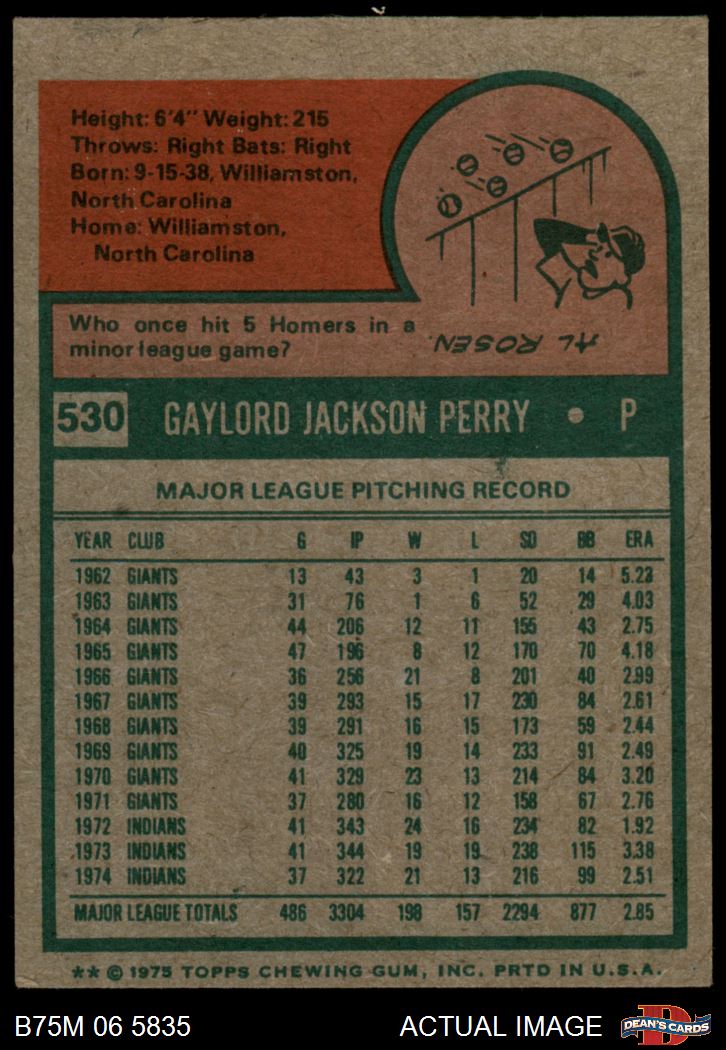 Height: 6'4" Weight: 215
Throws: Right Bats: Right
Born: 9-15-38, Williamston,
North Carolina
Home: Williamston,
North Carolina
Who once hit 5 Homers in a
minor league game?
AL ROSEN.
530 GAYLORD JACKSON PERRY • P
MAJOR LEAGUE PITCHING RECORD
YEAR CLUB G IP W L SO BB ERA
1962 GIANTS 13 43 3 1 20 14 5.23
1963 GIANTS 31 76 1 6 52 29 4.03
1964 GIANTS 44 206 12 11 155 43 2.75
1965 GIANTS 47 196 8 12 170 70 4.18
1966 GIANTS 36 256 21 8 201 40 2.99
1967 GIANTS 39 293 15 17 230 84 2.61
1968 GIANTS 39 291 16 15 173 59 2.44
1969 GIANTS 40 325 19 14 233 91 2.49
1970 GIANTS 41 329 23 13 214 84 3.20
1971 GIANTS 37 280 16 12 158 67 2.76
1972 INDIANS 41 343 24 16 234 82 1.92
1973 INDIANS 41 344 19 19 238 115 3.38
1974 INDIANS 37 322 21 13 216 99 2.51
MAJOR LEAGUE TOTALS 486 3304 198 157 2294 877 2.85
** © 1975 TOPPS CHEWING GUM, INC. PRTD IN U.S.A.
B75M 06 5835 ACTUAL IMAGE DEAN'S CARDS